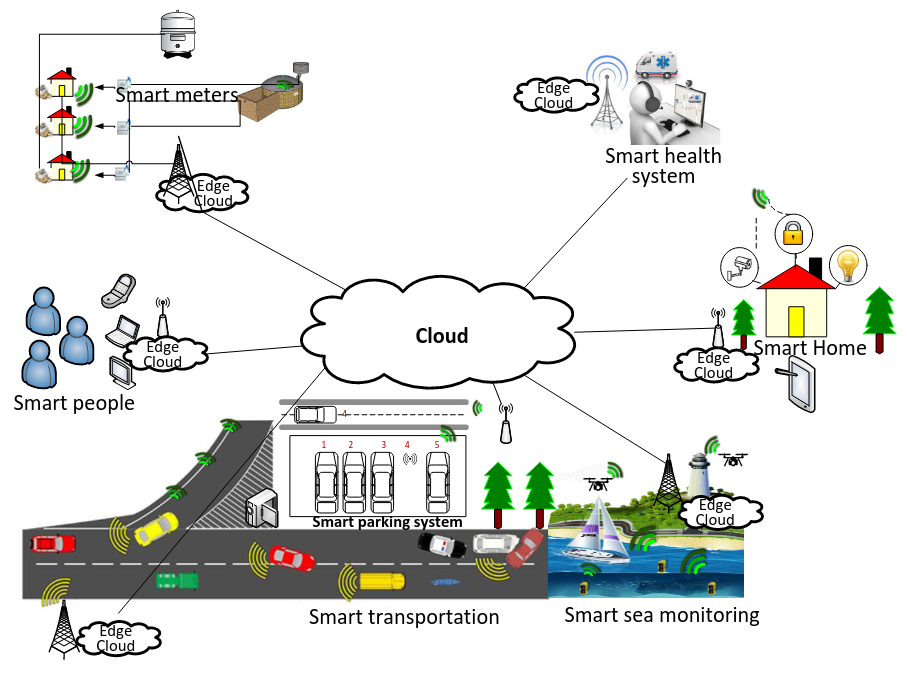 Smart meters
Edge
Cloud
Edge
Cloud
Smart health
system
Edge
Cloud
Smart people
Cloud
Edge
Cloud
Smart Home
4
1
2
3
4
5
Smart parking system
Edge
Cloud
Smart transportation
Smart sea monitoring
Edge
Cloud